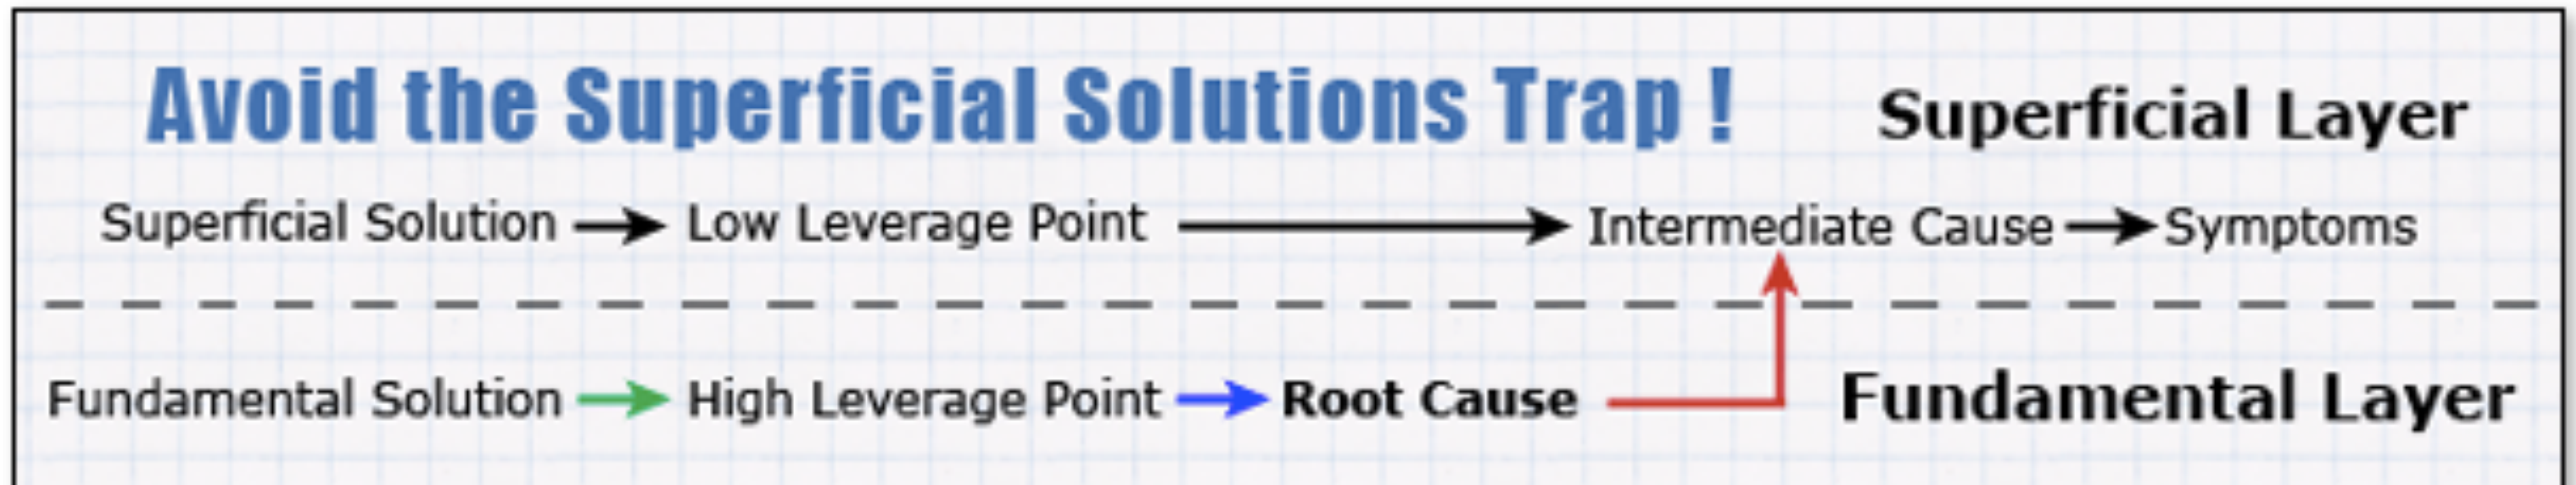 Avoid the Superficial Solutions Trap !
Superficial Layer
Superficial Solution
Low Leverage Point
Intermediate Cause
Symptoms
Fundamental Solution
High Leverage Point
Root Cause
Fundamental Layer